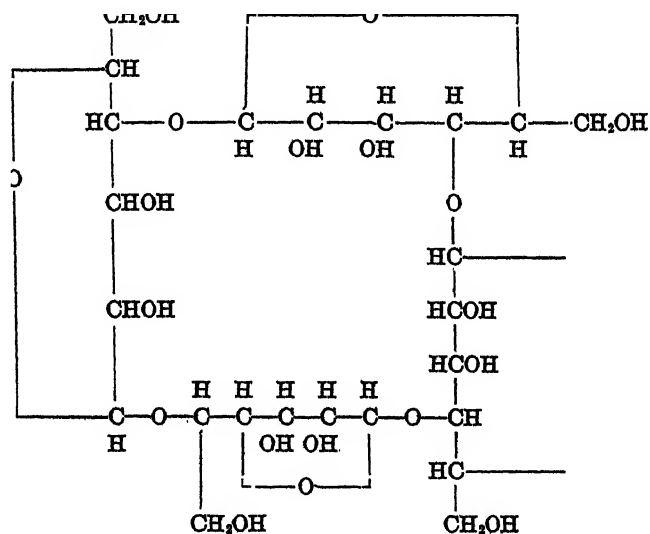 CH₂OH O
CH
H H H
HC O C C C C C CH₂OH
H OH OH H
O
CHOH O
HC
CHOH HCOH
HCOH
H H H H H
C O C C C C C O CH
H OH OH
HC
O
CH₂OH CH₂OH